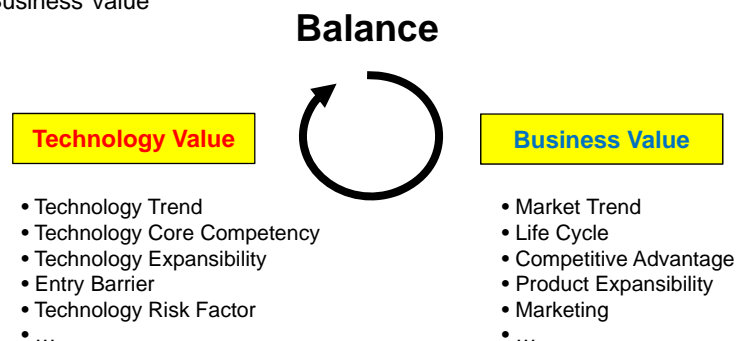 Business Value
Balance
Technology Value
• Technology Trend
• Technology Core Competency
• Technology Expansibility
• Entry Barrier
• Technology Risk Factor
• …
Business Value
• Market Trend
• Life Cycle
• Competitive Advantage
• Product Expansibility
• Marketing
• …